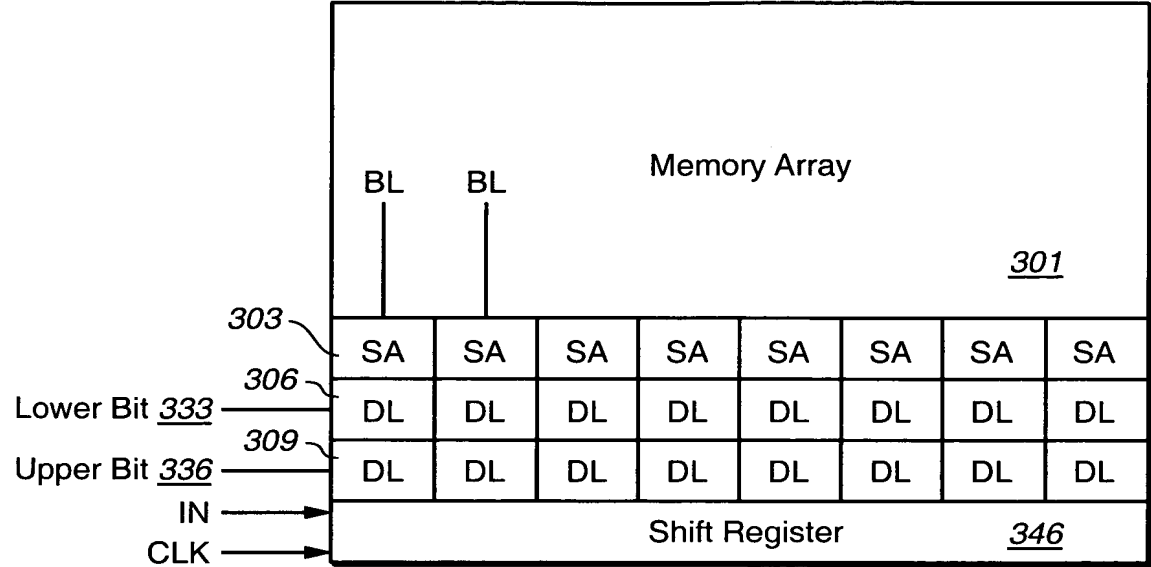 Memory Array
BL BL
301
303 SA SA SA SA SA SA SA SA
306
Lower Bit 333 DL DL DL DL DL DL DL DL
309
Upper Bit 336 DL DL DL DL DL DL DL DL
IN
Shift Register 346
CLK